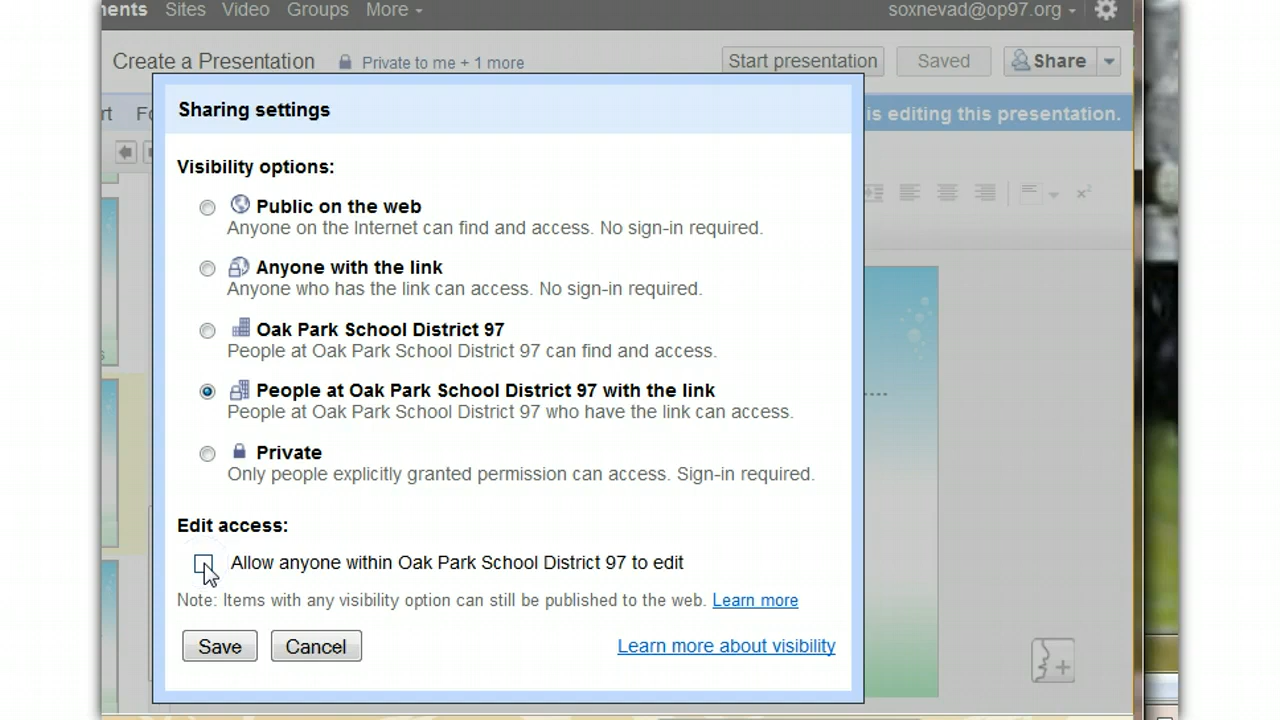 ments Sites Video Groups More soxnevad@op97.org
Create a Presentation Private to me + 1 more Start presentation Saved Share
rt Fo is editing this presentation.
Sharing settings
Visibility options:
Public on the web
Anyone on the Internet can find and access. No sign-in required.
Anyone with the link
Anyone who has the link can access. No sign-in required.
Oak Park School District 97
People at Oak Park School District 97 can find and access.
People at Oak Park School District 97 with the link
People at Oak Park School District 97 who have the link can access.
Private
Only people explicitly granted permission can access. Sign-in required.
Edit access:
Allow anyone within Oak Park School District 97 to edit
Note: Items with any visibility option can still be published to the web. Learn more
Save Cancel Learn more about visibility